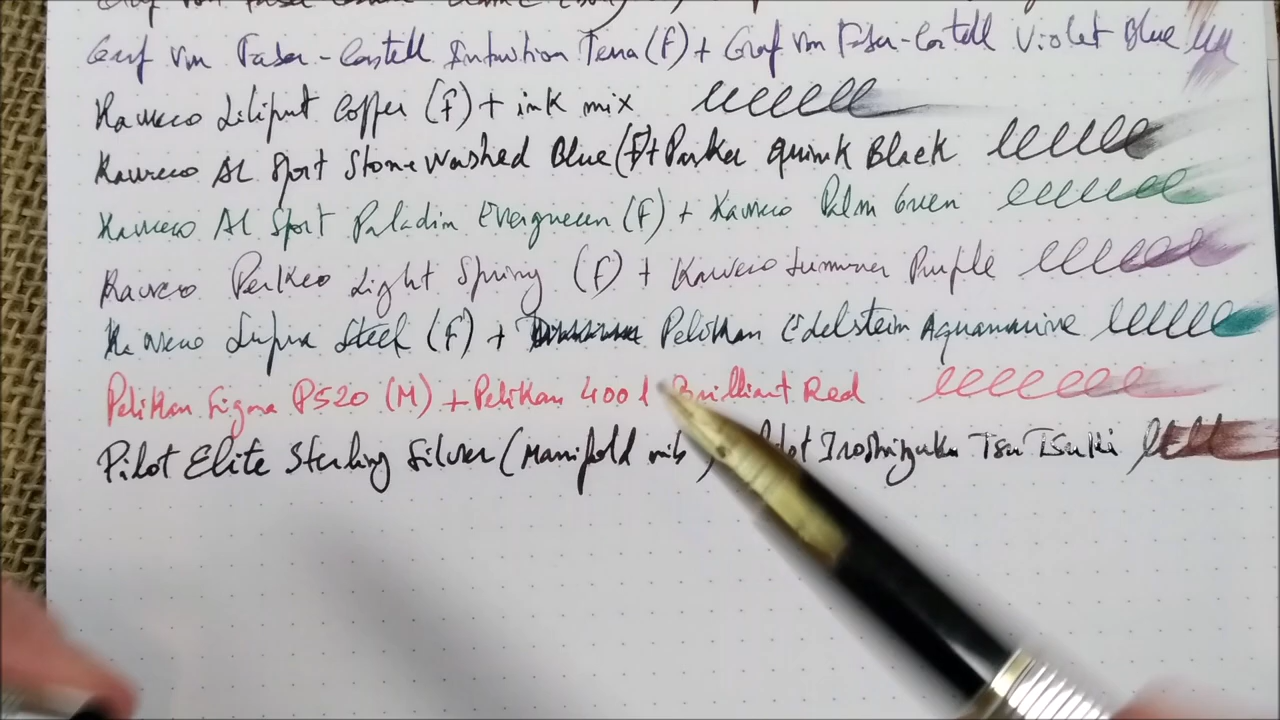 Graf von Faber-Castell Intuition Terra (F) + Graf von Faber-Castell Violet Blue
Kaweco Liliput Copper (F) + ink mix
Kaweco AL Sport Stonewashed Blue (F) + Parker Quink Black
Kaweco AL Sport Paladin Evergreen (F) + Kaweco Palm Green
Kaweco Perkeo Light Spring (F) + Kaweco Summer Purple
Kaweco Supra Steel (F) + Pelikan Edelstein Aquamarine
Pelikan Signa P520 (M) + Pelikan 4001 Brilliant Red
Pilot Elite Sterling Silver (Manifold nib) Iroshizuku Tsu Tsuki